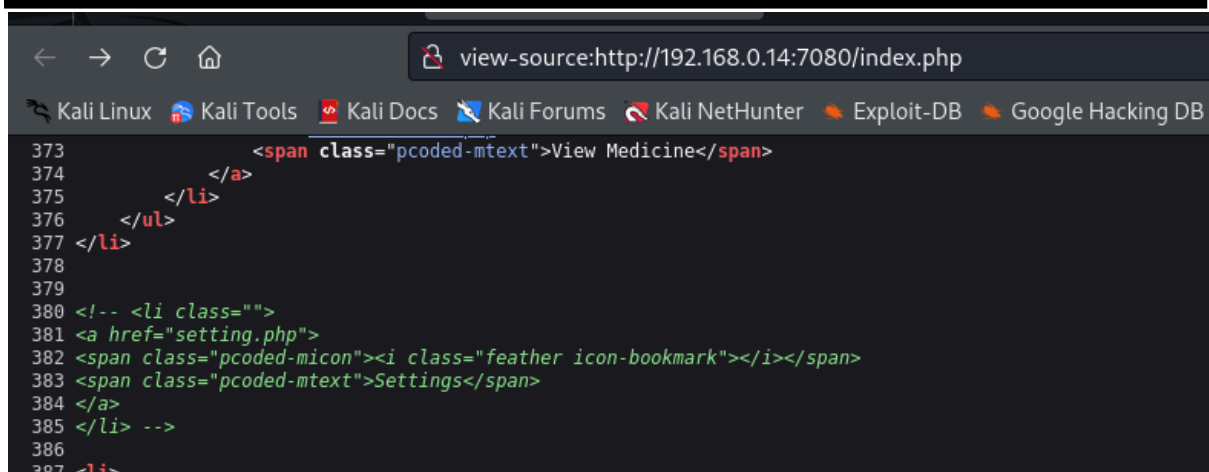 view-source:http://192.168.0.14:7080/index.php
Kali Linux Kali Tools Kali Docs Kali Forums Kali NetHunter Exploit-DB Google Hacking DB
373 <span class="pcoded-mtext">View Medicine</span>
374 </a>
375 </li>
376 </ul>
377 </li>
378
379
380 <!-- <li class="">
381 <a href="setting.php">
382 <span class="pcoded-micon"><i class="feather icon-bookmark"></i></span>
383 <span class="pcoded-mtext">Settings</span>
384 </a>
385 </li> -->
386
387 <li>